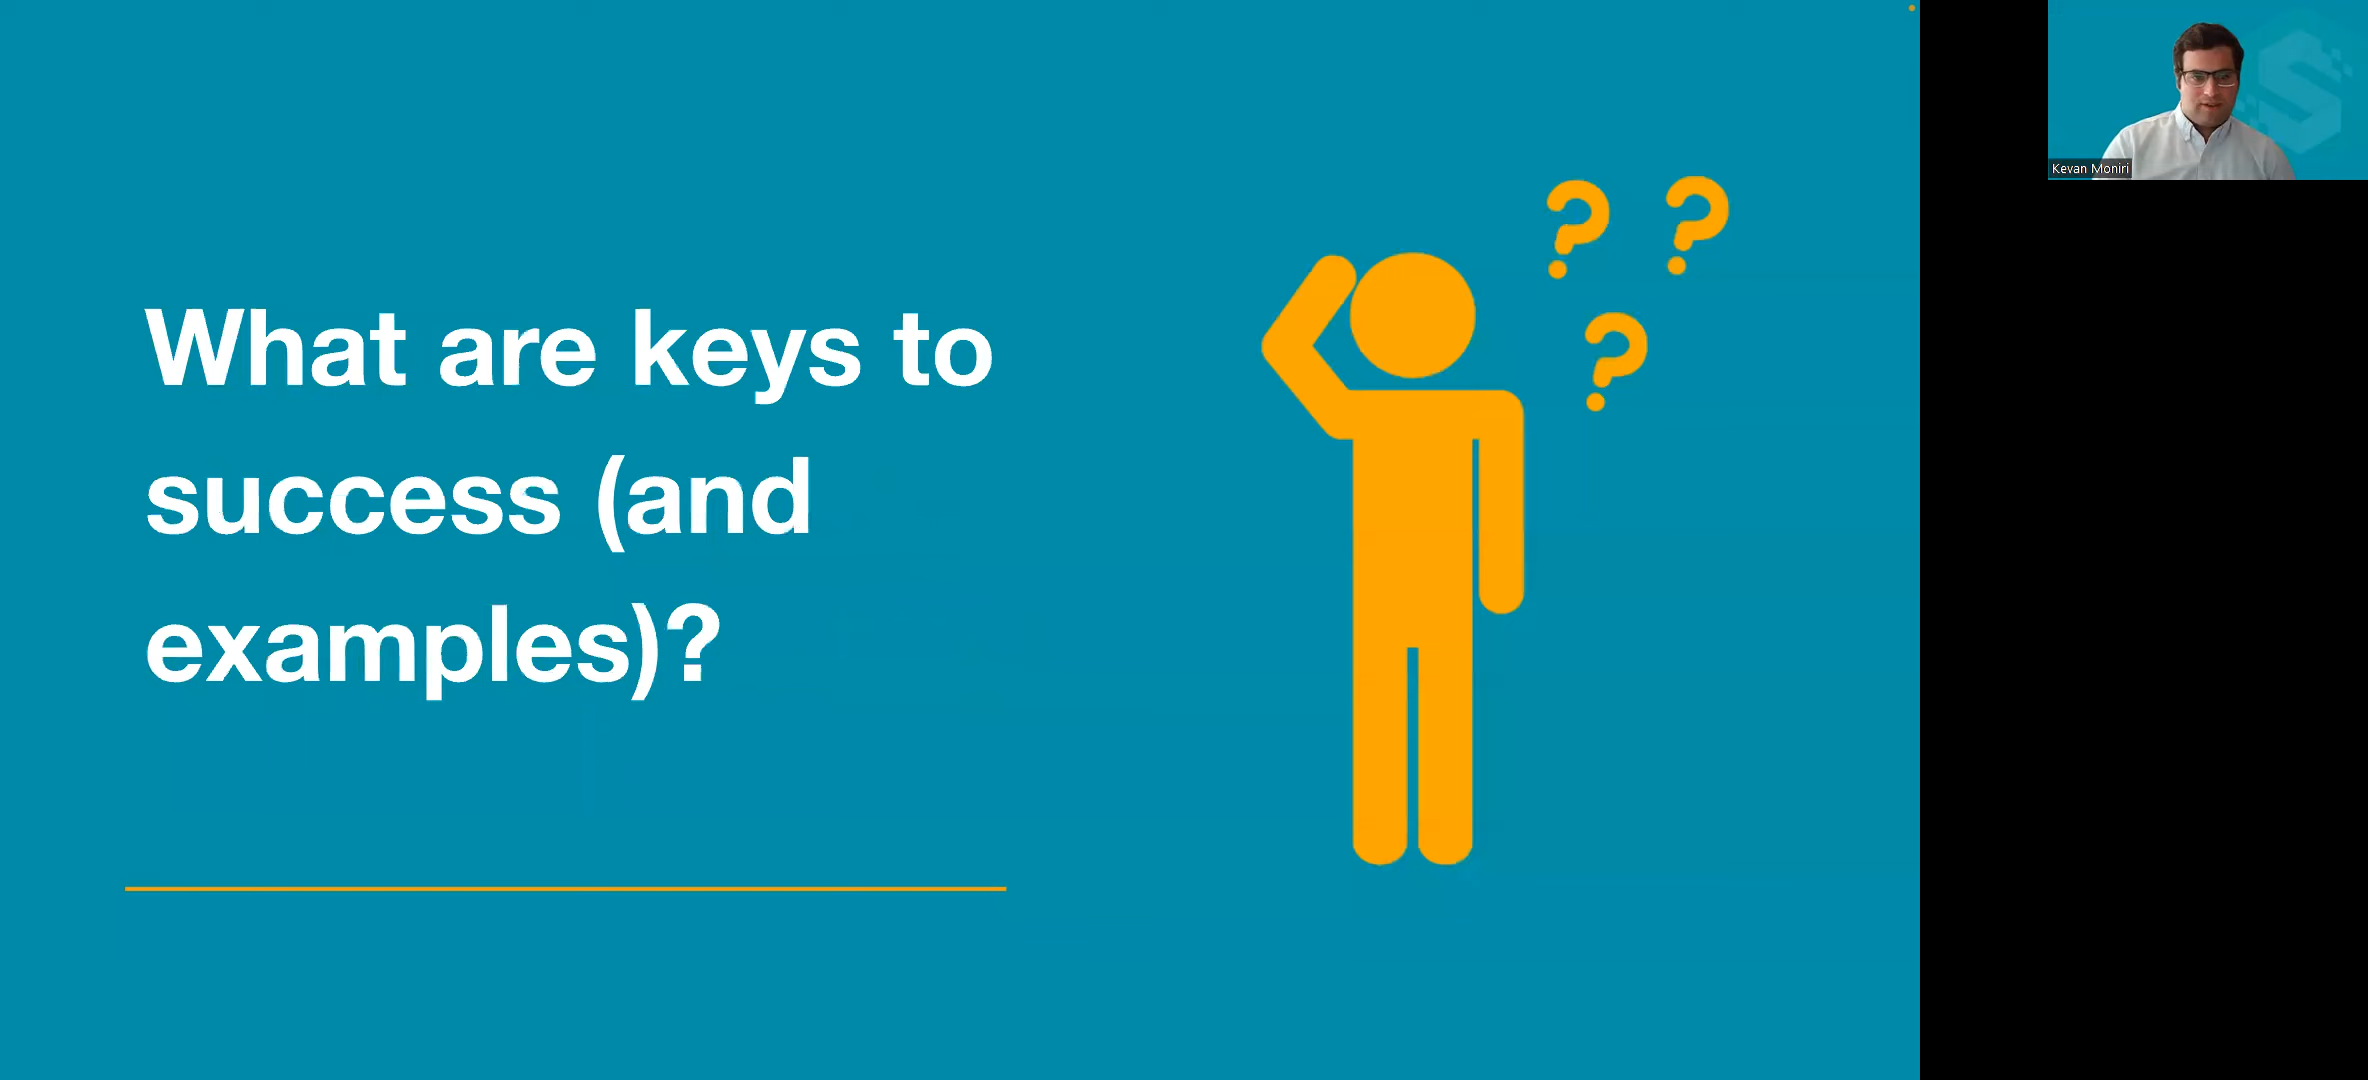 What are keys to
success (and
examples)?
Kevan Moniri